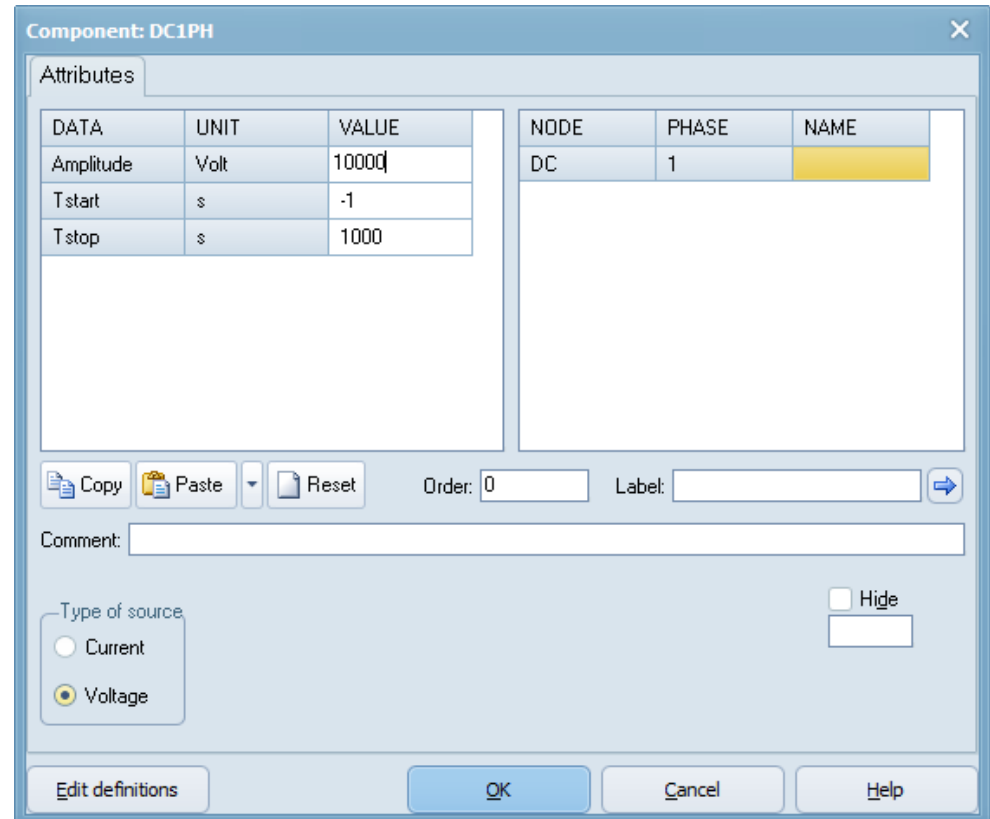 Component: DC1PH
Attributes
DATA UNIT VALUE
Amplitude Volt 10000
Tstart s -1
Tstop s 1000
NODE PHASE NAME
DC 1
Copy Paste Reset Order: 0 Label:
Comment:
Type of source
Current
Voltage
Hide
Edit definitions OK Cancel Help